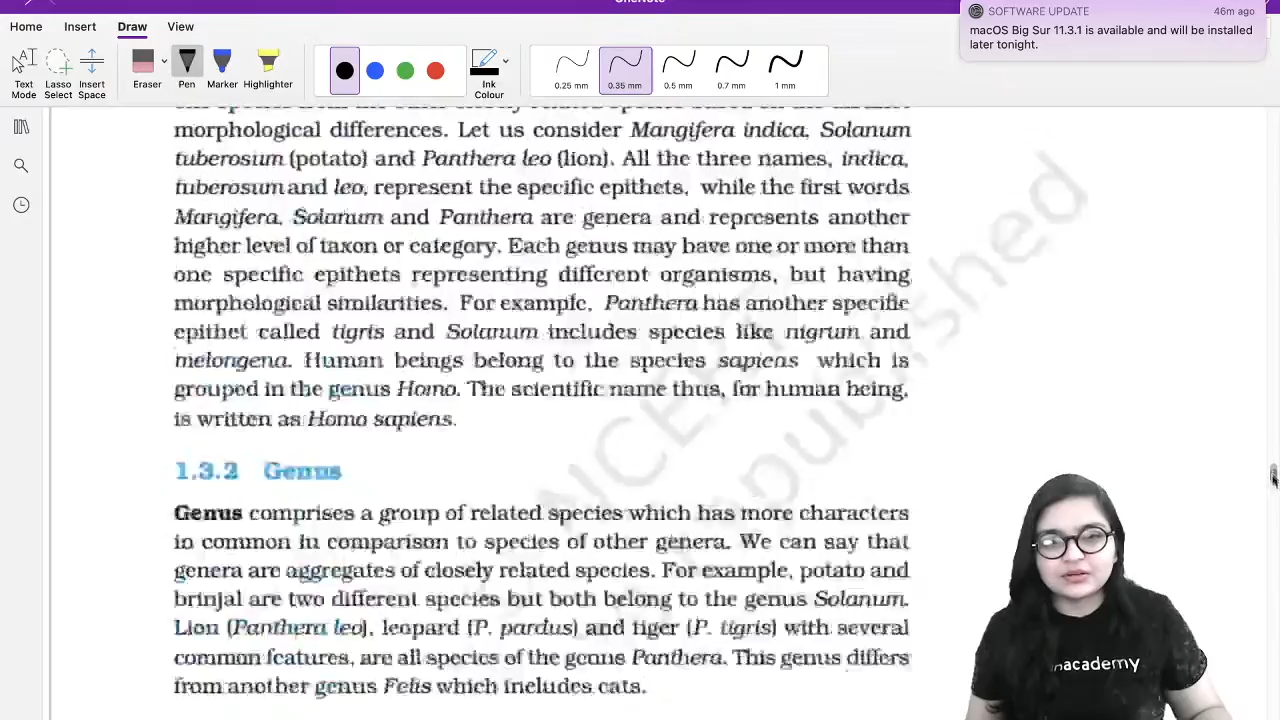 OneNote
Home Insert Draw View
SOFTWARE UPDATE 46m ago
macOS Big Sur 11.3.1 is available and will be installed
later tonight.
Text Mode
Lasso Select
Insert Space
Eraser
Pen
Marker
Highlighter
Ink Colour
0.25 mm
0.35 mm
0.5 mm
0.7 mm
1 mm
morphological differences. Let us consider Mangifera indica, Solanum
tuberosum (potato) and Panthera leo (lion). All the three names, indica,
tuberosum and leo, represent the specific epithets, while the first words
Mangifera, Solanum and Panthera are genera and represents another
higher level of taxon or category. Each genus may have one or more than
one specific epithets representing different organisms, but having
morphological similarities. For example, Panthera has another specific
epithet called tigris and Solanum includes species like nigrum and
melongena. Human beings belong to the species sapiens which is
grouped in the genus Homo. The scientific name thus, for human being,
is written as Homo sapiens.
1.3.2 Genus
Genus comprises a group of related species which has more characters
in common in comparison to species of other genera. We can say that
genera are aggregates of closely related species. For example, potato and
brinjal are two different species but both belong to the genus Solanum.
Lion (Panthera leo), leopard (P. pardus) and tiger (P. tigris) with several
common features, are all species of the genus Panthera. This genus differs
from another genus Felis which includes cats.
NCERT
nacademy